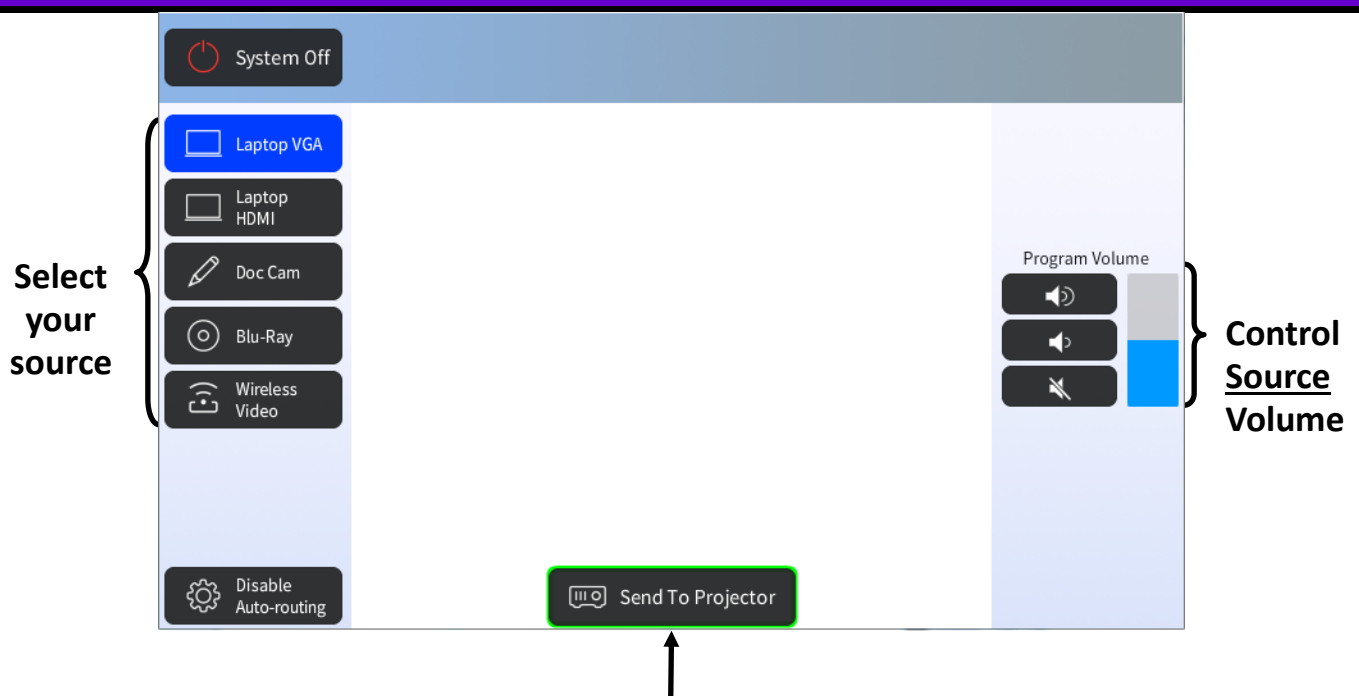 System Off
Laptop VGA
Laptop
HDMI
Doc Cam
Blu-Ray
Wireless
Video
Disable
Auto-routing
Select
your
source
Send To Projector
Program Volume
Control
Source
Volume